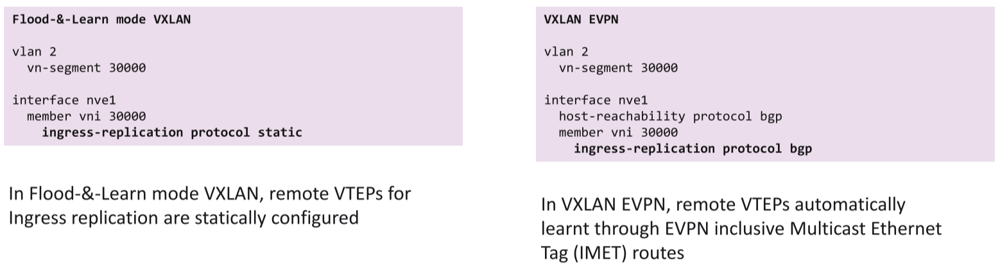 Flood-&-Learn mode VXLAN
vlan 2
vn-segment 30000
interface nve1
member vni 30000
ingress-replication protocol static
In Flood-&-Learn mode VXLAN, remote VTEPs for
Ingress replication are statically configured
VXLAN EVPN
vlan 2
vn-segment 30000
interface nve1
host-reachability protocol bgp
member vni 30000
ingress-replication protocol bgp
In VXLAN EVPN, remote VTEPs automatically
learnt through EVPN inclusive Multicast Ethernet
Tag (IMET) routes